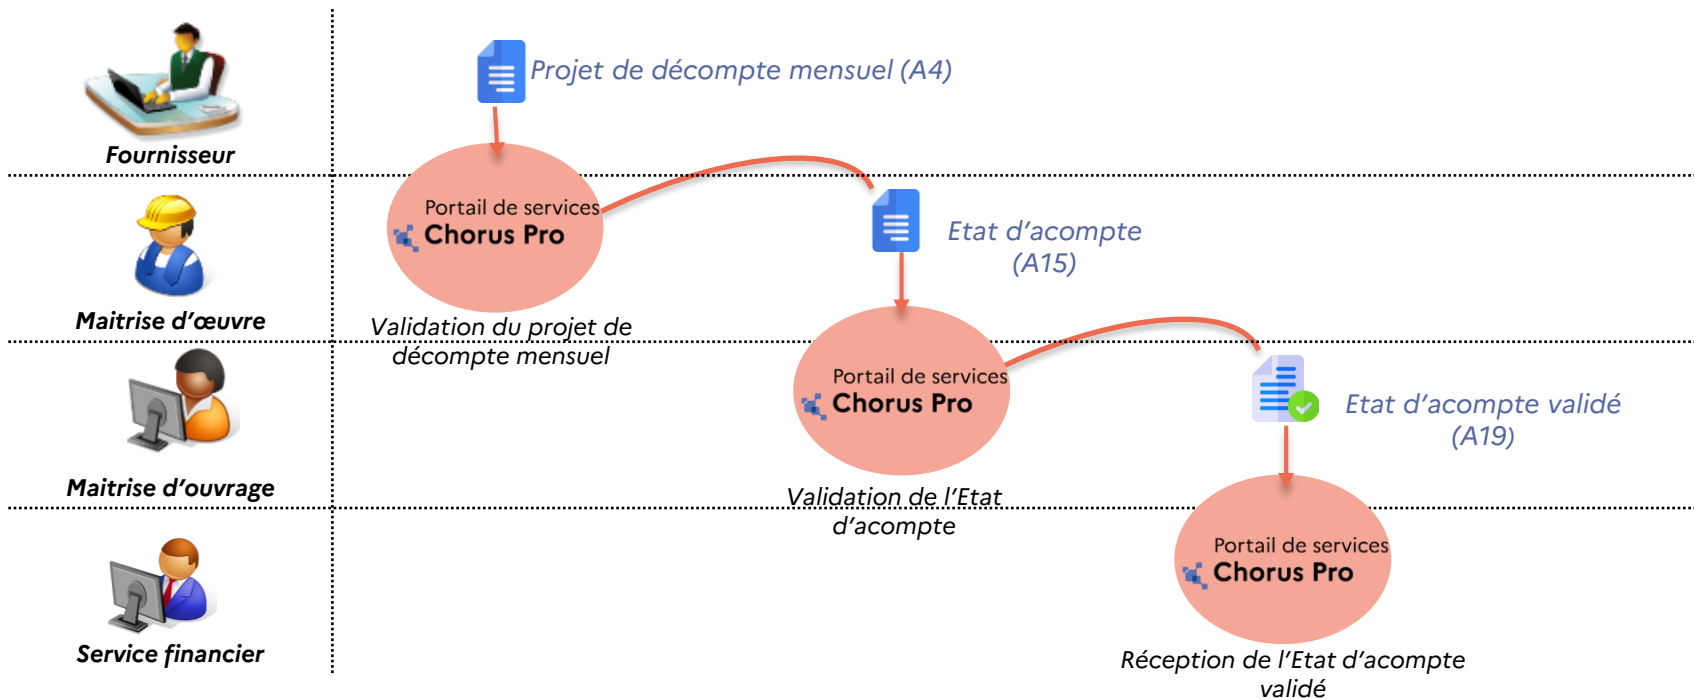 Projet de décompte mensuel (A4)
Fournisseur
Portail de services
Chorus Pro
Etat d'acompte
(A15)
Maitrise d'œuvre
Validation du projet de
décompte mensuel
Portail de services
Chorus Pro
Etat d'acompte validé
(A19)
Maitrise d'ouvrage
Validation de l'Etat
d'acompte
Portail de services
Chorus Pro
Service financier
Réception de l'Etat d'acompte
validé